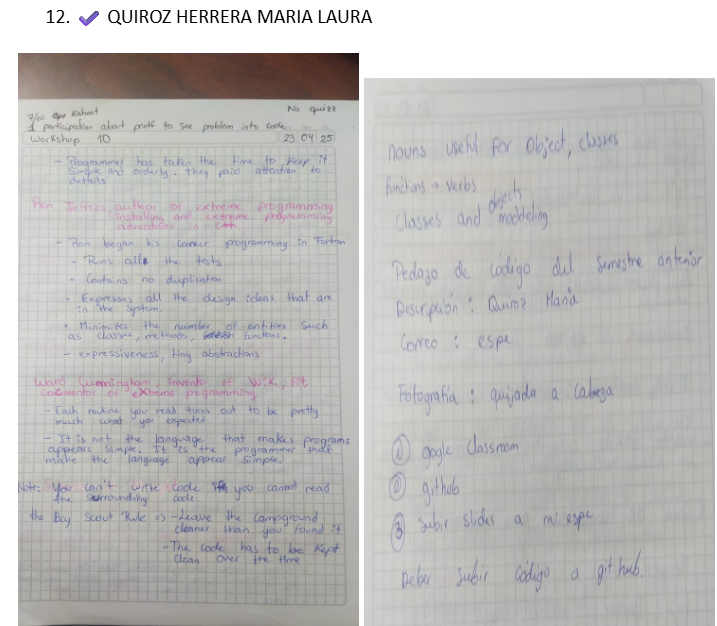 12. ✔ QUIROZ HERRERA MARIA LAURA
7/10 Kahoot
No quizz
1 participation about printf to see problem into code
Workshop 10 23 04 25
- Programmer has taken the time to keep it
simple and orderly. They paid attention to
details
Ron Jeffries, author of extreme programming
Installing and extreme programming
adventures in C++
- Ron began his career programming in Fortran
• Runs all the tests
• Contains no duplication
• Expresses all the design ideas that are
in the system.
• Minimizes the number of entities such
as classes, methods, functions.
- expressiveness, tiny abstractions
Ward Cunningham, Invento of Wiki, Fit,
Coinventor of eXtreme programming
- Each routine you read turns out to be pretty
much what you expected
- It is not the language that makes programs
appears simple. It is the programmer that
make the language appear simple.
Note: You can't write code if you cannot read
the surrounding code.
the Boy Scout Rule => - Leave the campground
cleaner than you found it
- The code has to be kept
clean over the time
nouns useful for Object, classes
functions → verbs
Classes and objects moddeling
Pedazo de código del semestre anterior
Descripción : Quiroz María
Correo : espe
Fotografía : quijada a cabeza
① google classroom
② github
③ Subir slides a mi espe
Deber subir código a git hub.